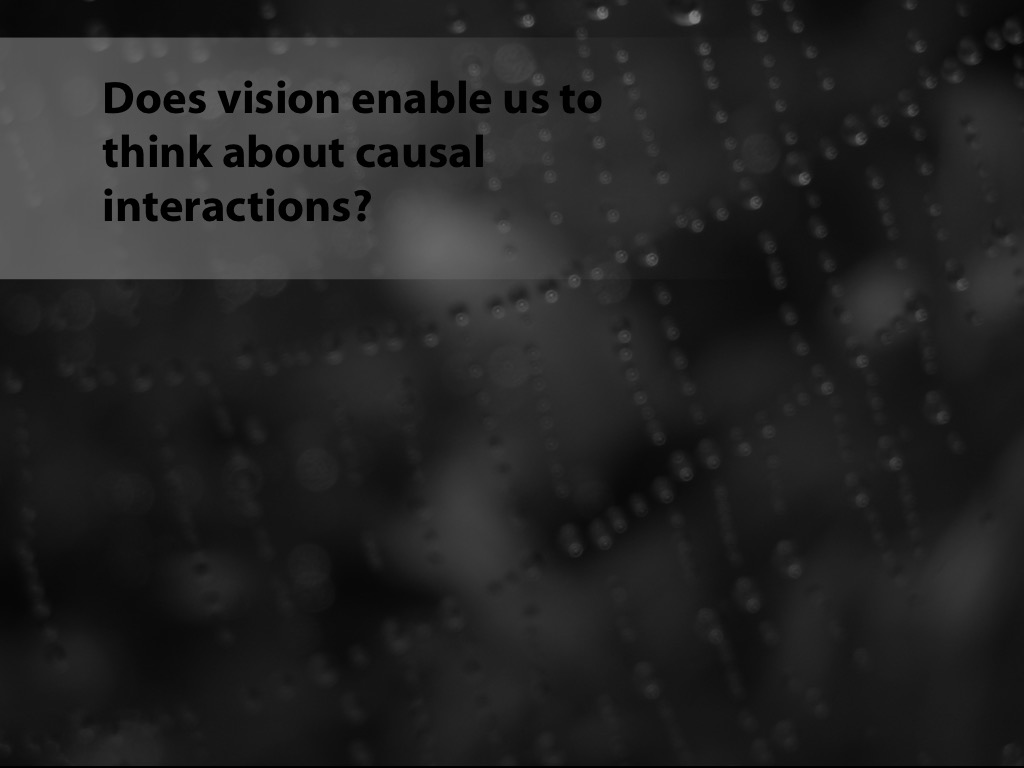 Does vision enable us to
think about causal
interactions?